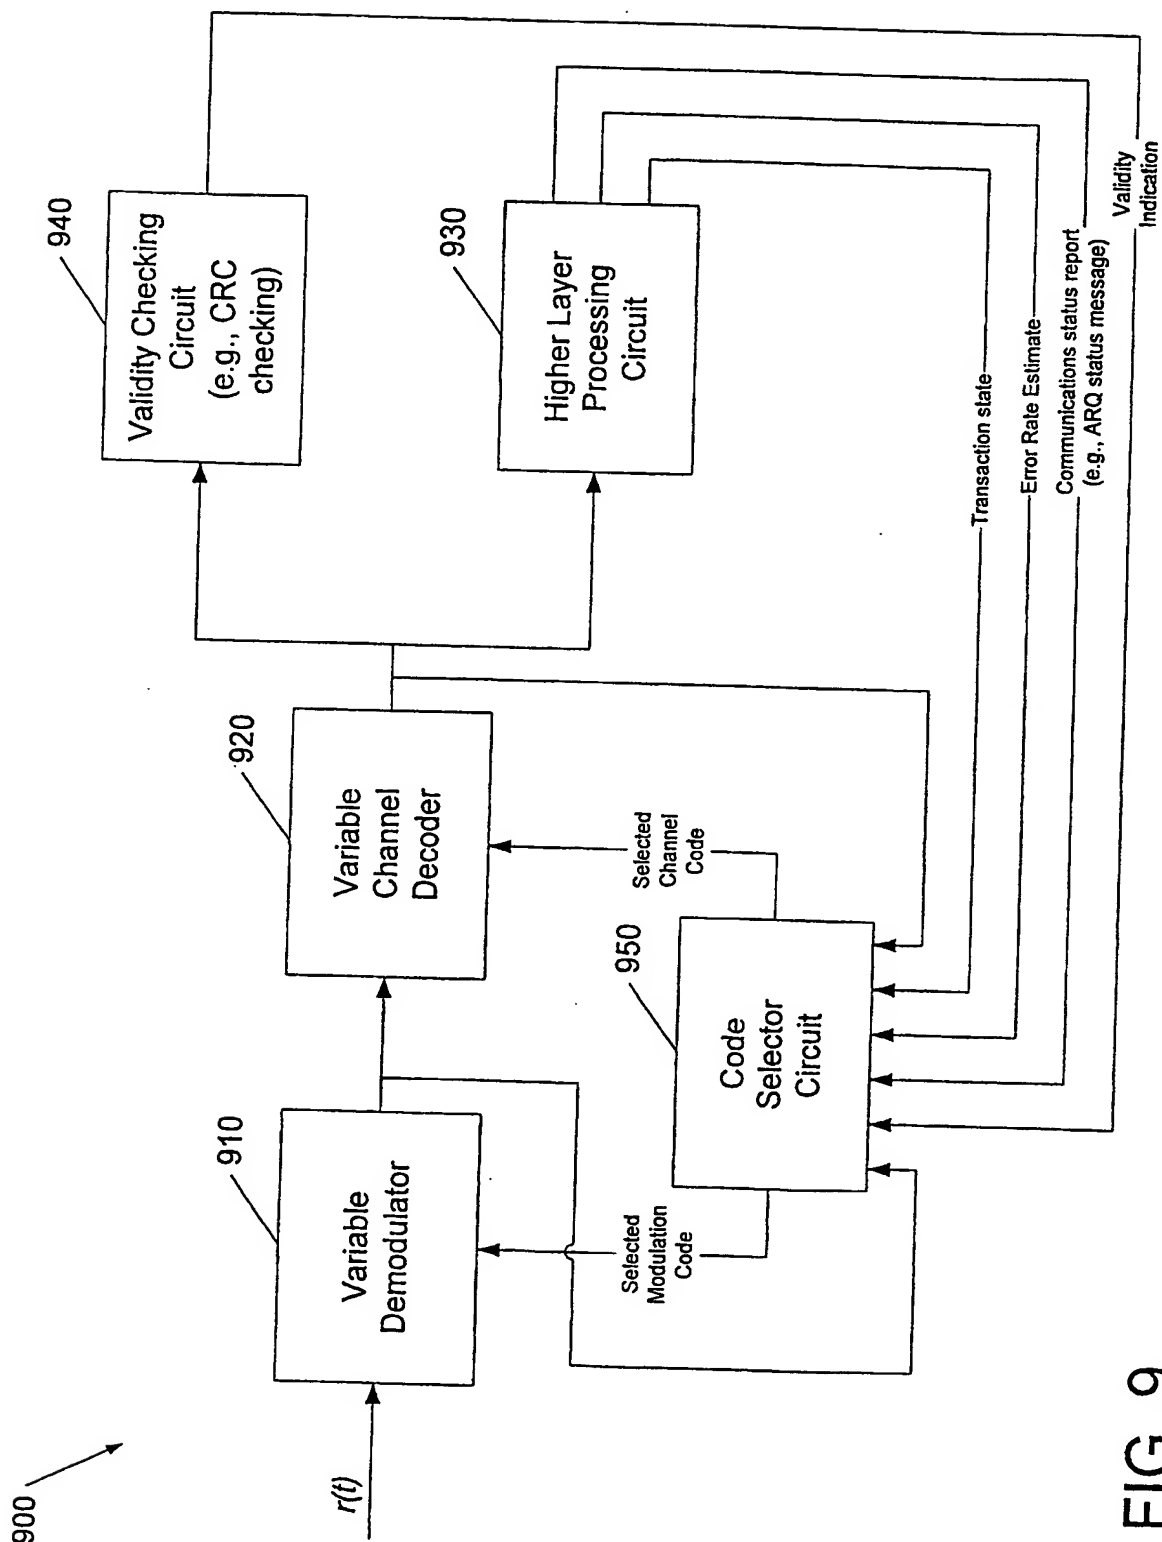 900
r(t)
910
Variable
Demodulator
920
Variable
Channel
Decoder
940
Validity Checking
Circuit
(e.g., CRC
checking)
930
Higher Layer
Processing
Circuit
950
Code
Selector
Circuit
Selected
Modulation
Code
Selected
Channel
Code
Transaction state
Error Rate Estimate
Communications status report
(e.g., ARQ status message)
Validity
Indication
FIG 9